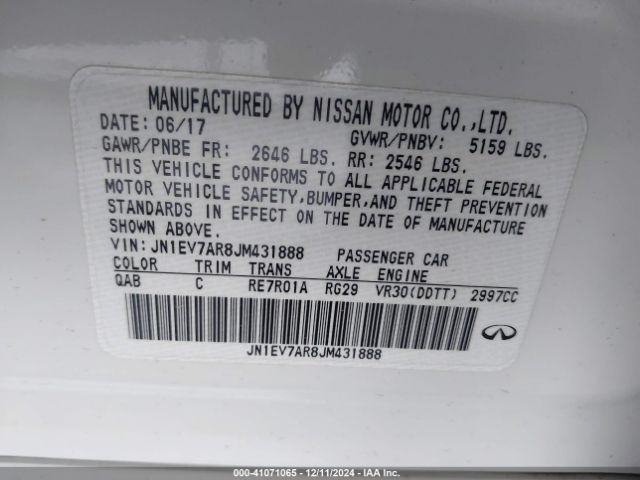 MANUFACTURED BY NISSAN MOTOR CO.,LTD.
DATE: 06/17 GVWR/PNBV: 5159 LBS.
GAWR/PNBE FR: 2646 LBS. RR: 2546 LBS.
THIS VEHICLE CONFORMS TO ALL APPLICABLE FEDERAL
MOTOR VEHICLE SAFETY, BUMPER, AND THEFT PREVENTION
STANDARDS IN EFFECT ON THE DATE OF MANUFACTURE
SHOWN ABOVE.
VIN: JN1EV7AR8JM431888 PASSENGER CAR
COLOR TRIM TRANS AXLE ENGINE
QAB C RE7R01A RG29 VR30(DDTT) 2997CC
JN1EV7AR8JM431888
000-41071065 - 12/11/2024 - IAA Inc.